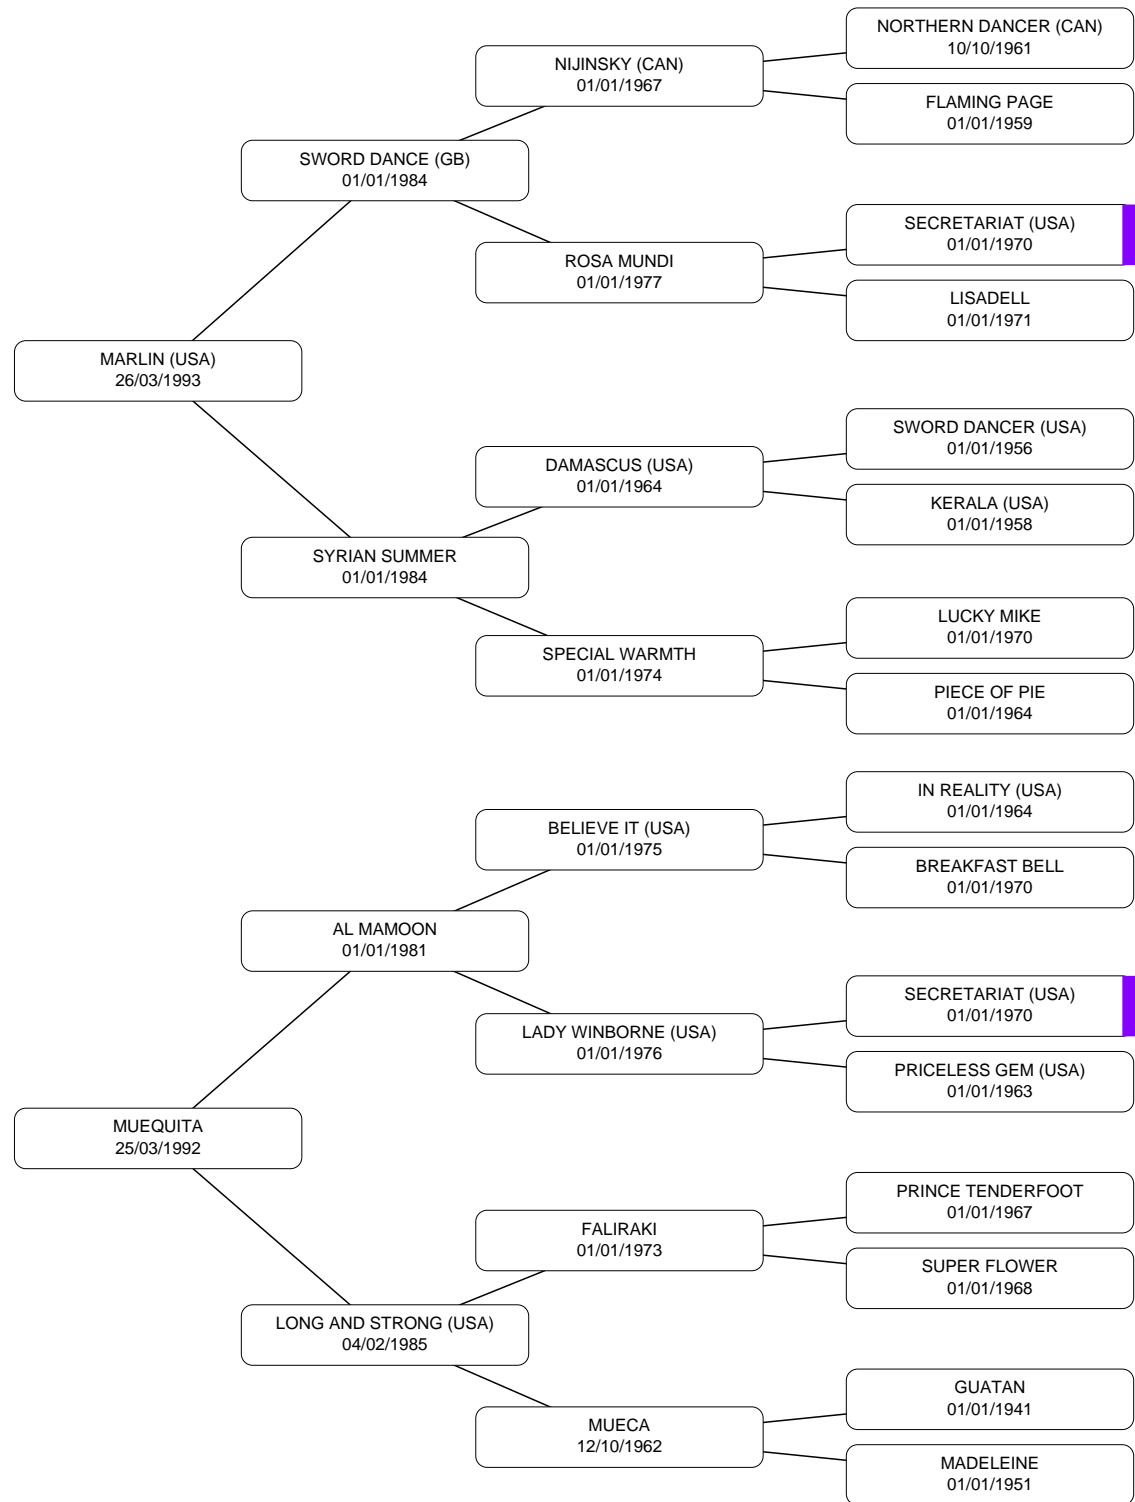 NORTHERN DANCER (CAN)
10/10/1961
NIJINSKY (CAN)
01/01/1967
FLAMING PAGE
01/01/1959
SWORD DANCE (GB)
01/01/1984
SECRETARIAT (USA)
01/01/1970
ROSA MUNDI
01/01/1977
LISADELL
01/01/1971
MARLIN (USA)
26/03/1993
SWORD DANCER (USA)
01/01/1956
DAMASCUS (USA)
01/01/1964
KERALA (USA)
01/01/1958
SYRIAN SUMMER
01/01/1984
LUCKY MIKE
01/01/1970
SPECIAL WARMTH
01/01/1974
PIECE OF PIE
01/01/1964
IN REALITY (USA)
01/01/1964
BELIEVE IT (USA)
01/01/1975
BREAKFAST BELL
01/01/1970
AL MAMOON
01/01/1981
SECRETARIAT (USA)
01/01/1970
LADY WINBORNE (USA)
01/01/1976
PRICELESS GEM (USA)
01/01/1963
MUEQUITA
25/03/1992
PRINCE TENDERFOOT
01/01/1967
FALIRAKI
01/01/1973
SUPER FLOWER
01/01/1968
LONG AND STRONG (USA)
04/02/1985
GUATAN
01/01/1941
MUECA
12/10/1962
MADELEINE
01/01/1951